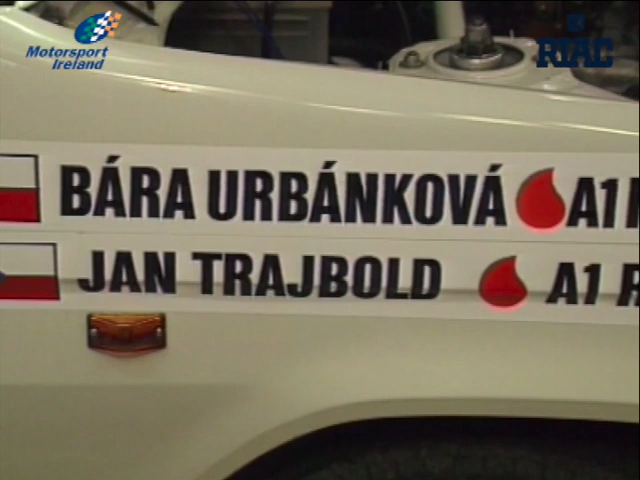 Motorsport
Ireland
RIAC
BÁRA URBÁNKOVÁ A1
JAN TRAJBOLD A1